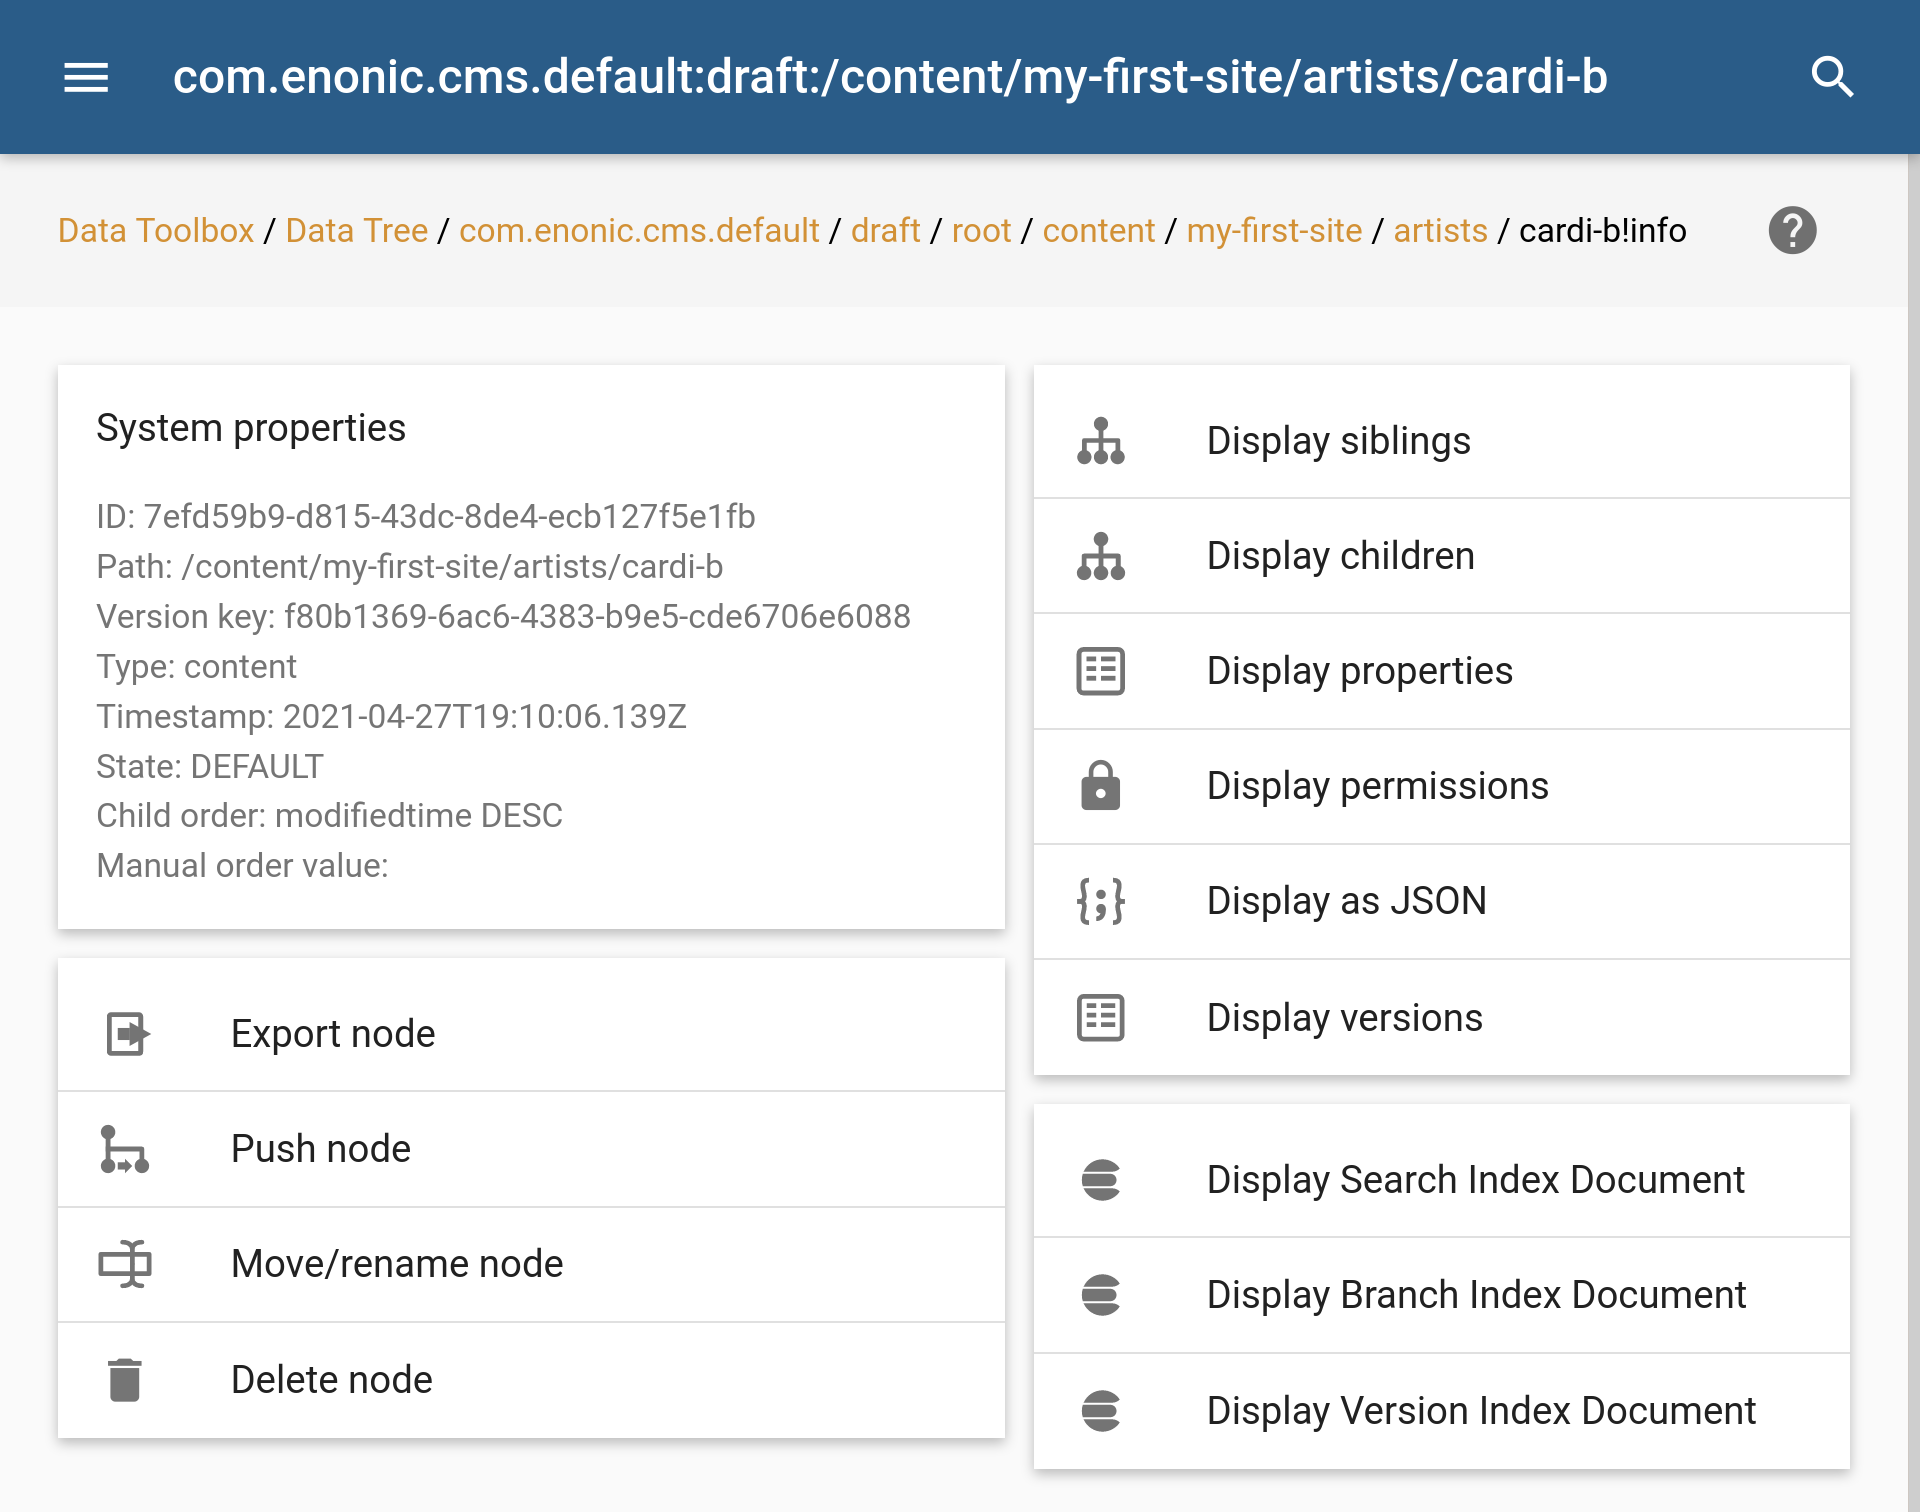 com.enonic.cms.default:draft:/content/my-first-site/artists/cardi-b
Data Toolbox / Data Tree / com.enonic.cms.default / draft / root / content / my-first-site / artists / cardi-b!info
System properties
ID: 7efd59b9-d815-43dc-8de4-ecb127f5e1fb
Path: /content/my-first-site/artists/cardi-b
Version key: f80b1369-6ac6-4383-b9e5-cde6706e6088
Type: content
Timestamp: 2021-04-27T19:10:06.139Z
State: DEFAULT
Child order: modifiedtime DESC
Manual order value:
Export node
Push node
Move/rename node
Delete node
Display siblings
Display children
Display properties
Display permissions
Display as JSON
Display versions
Display Search Index Document
Display Branch Index Document
Display Version Index Document